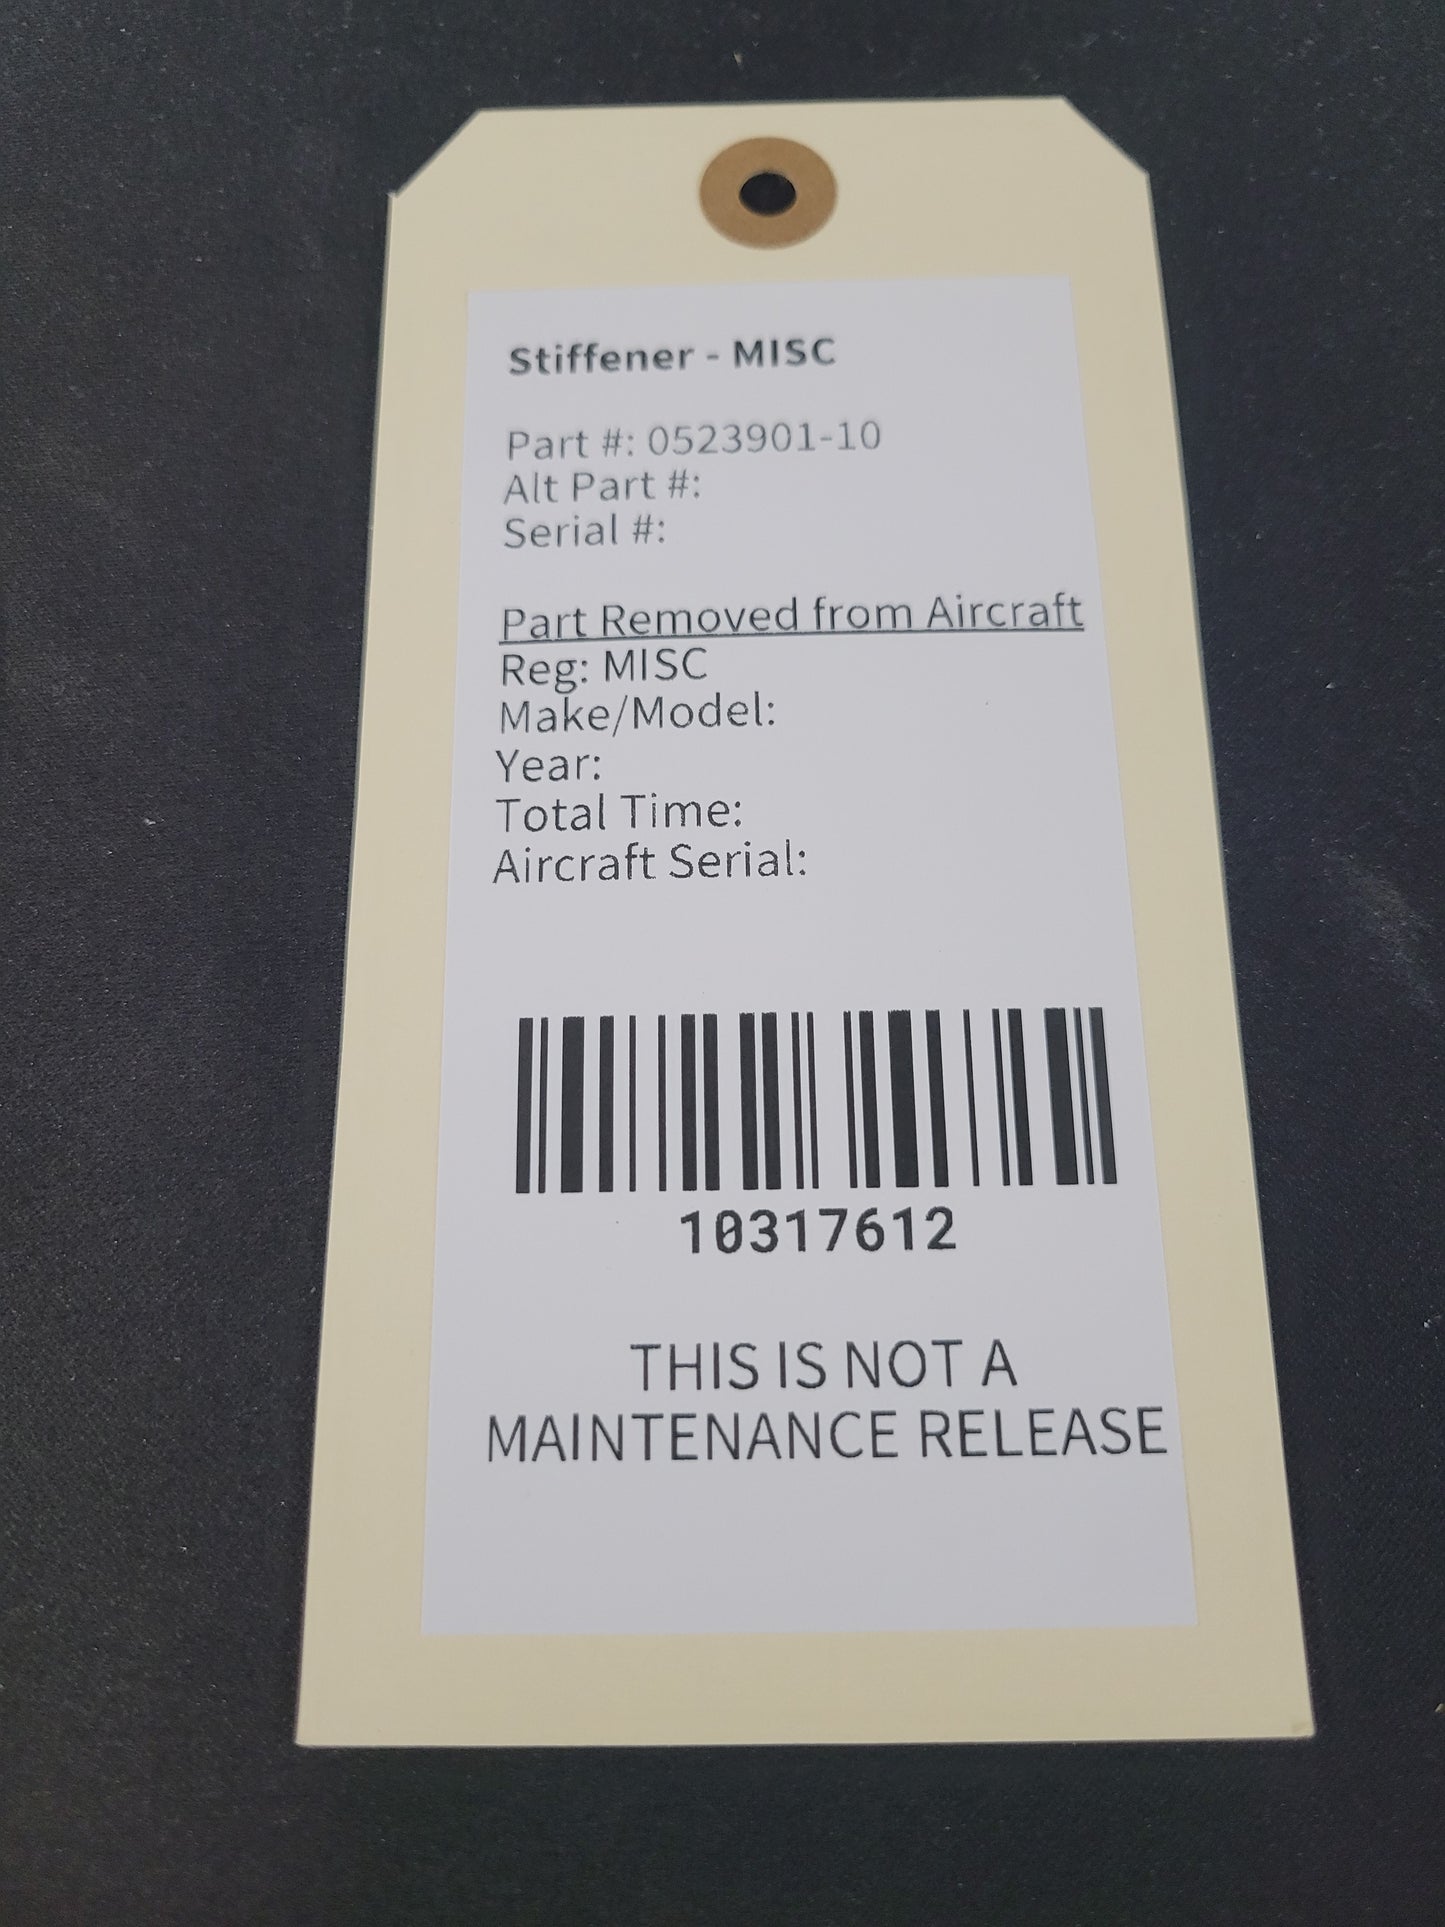 Stiffener - MISC
Part #: 0523901-10
Alt Part #:
Serial #:
Part Removed from Aircraft
Reg: MISC
Make/Model:
Year:
Total Time:
Aircraft Serial:
10317612
THIS IS NOT A
MAINTENANCE RELEASE